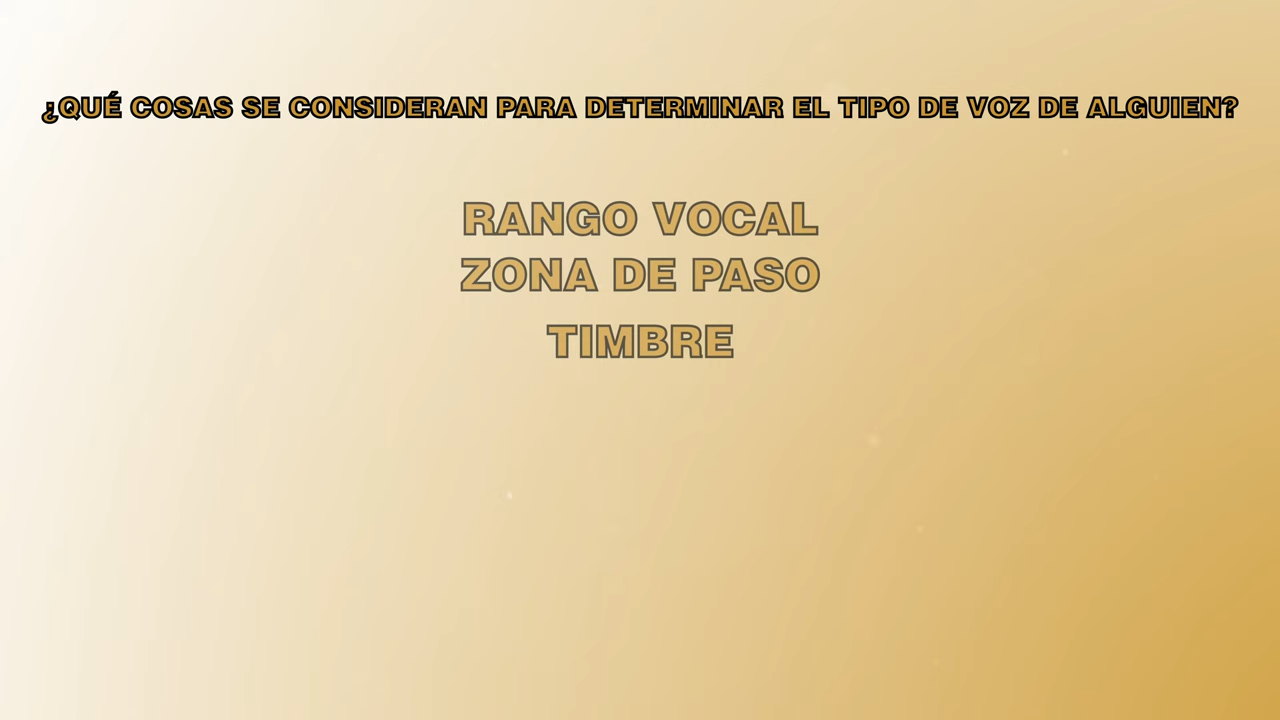 ¿QUÉ COSAS SE CONSIDERAN PARA DETERMINAR EL TIPO DE VOZ DE ALGUIEN?
RANGO VOCAL
ZONA DE PASO
TIMBRE